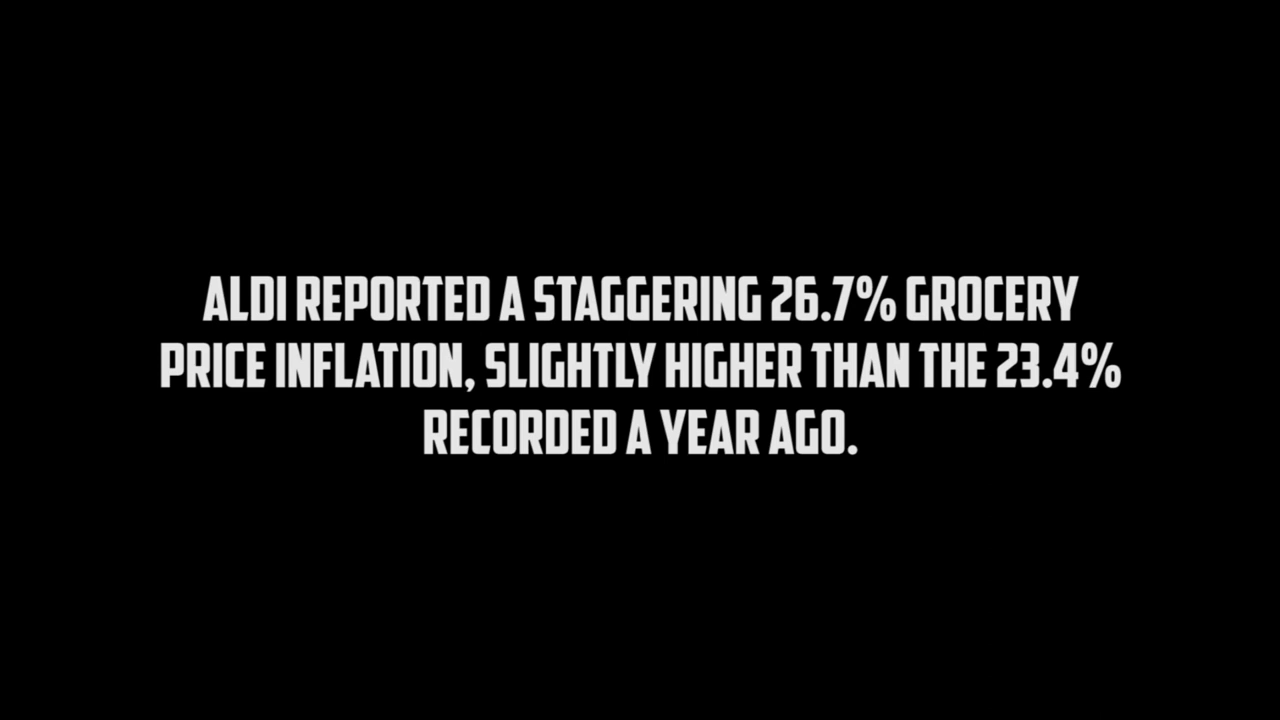 ALDI REPORTED A STAGGERING 26.7% GROCERY
PRICE INFLATION, SLIGHTLY HIGHER THAN THE 23.4%
RECORDED A YEAR AGO.